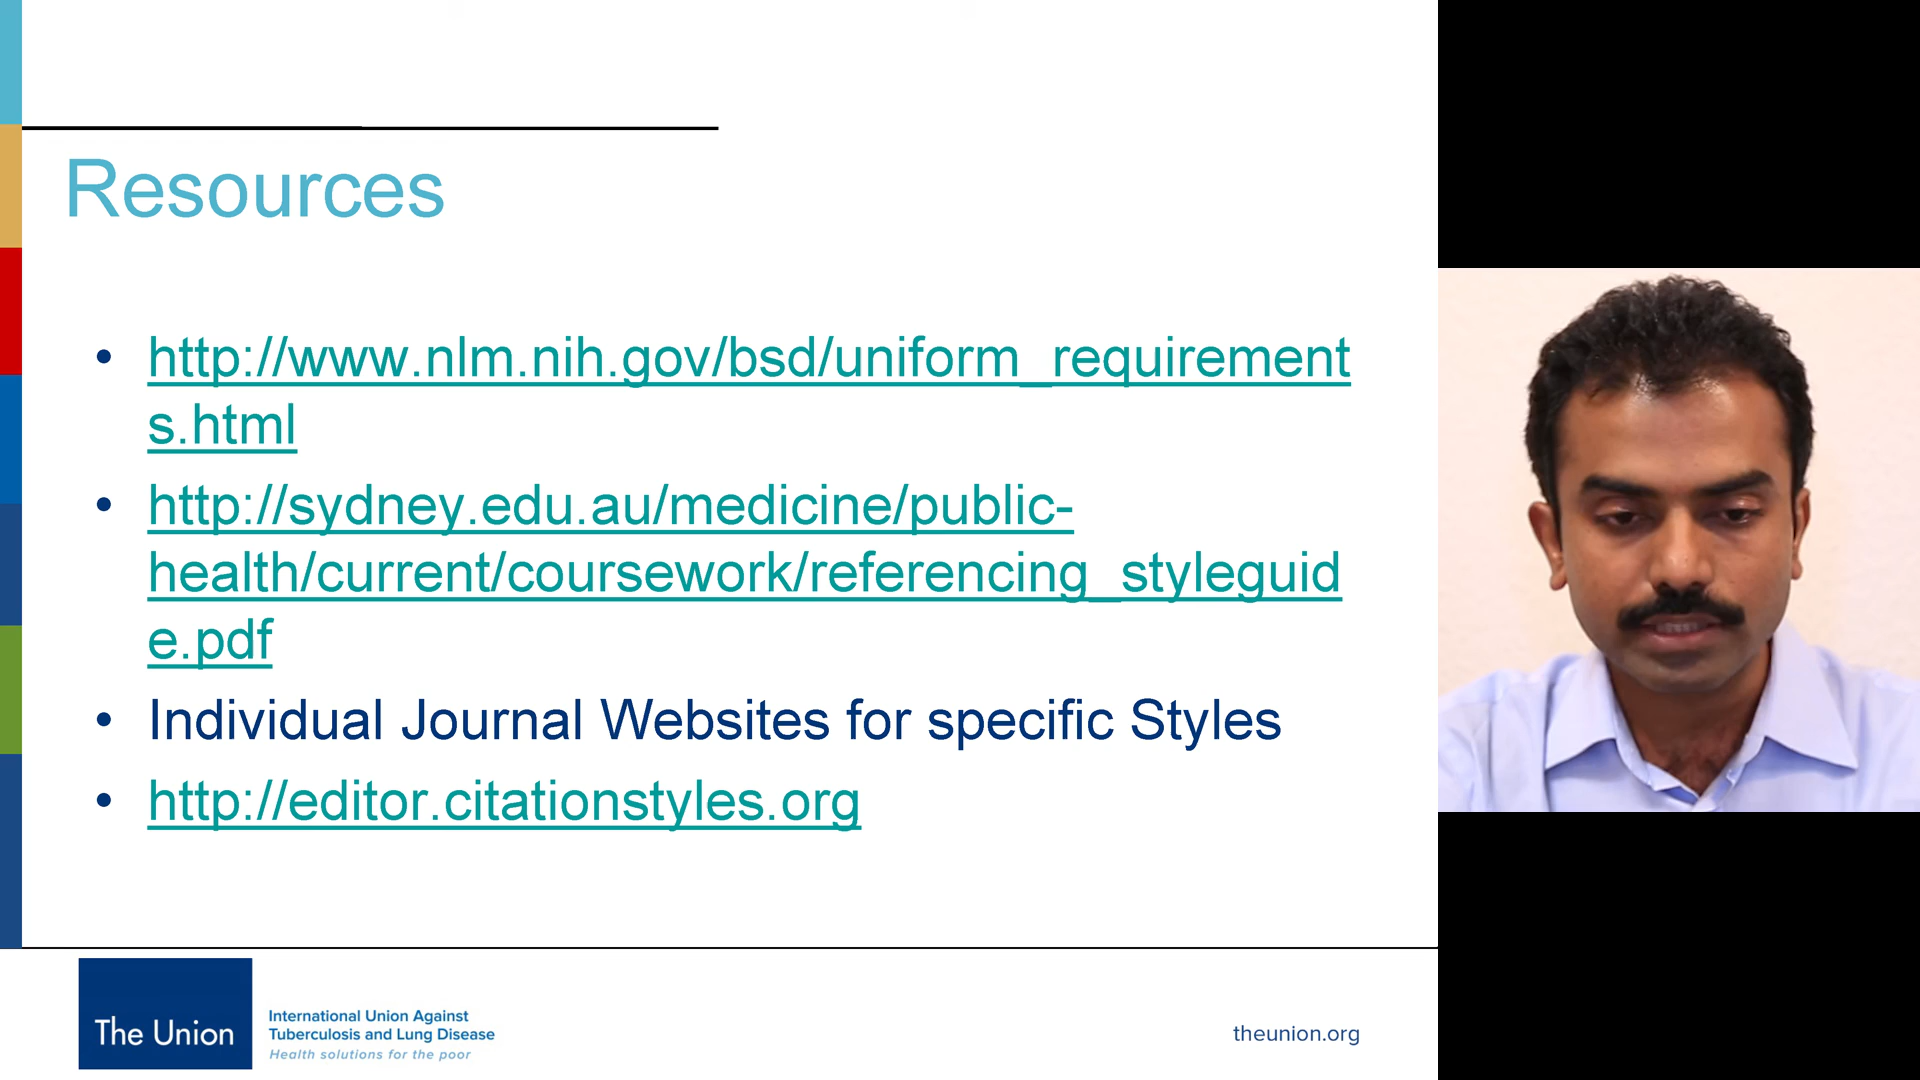 Resources
• http://www.nlm.nih.gov/bsd/uniform_requirement
s.html
• http://sydney.edu.au/medicine/public-
health/current/coursework/referencing_styleguid
e.pdf
• Individual Journal Websites for specific Styles
• http://editor.citationstyles.org
The Union
International Union Against
Tuberculosis and Lung Disease
Health solutions for the poor
theunion.org